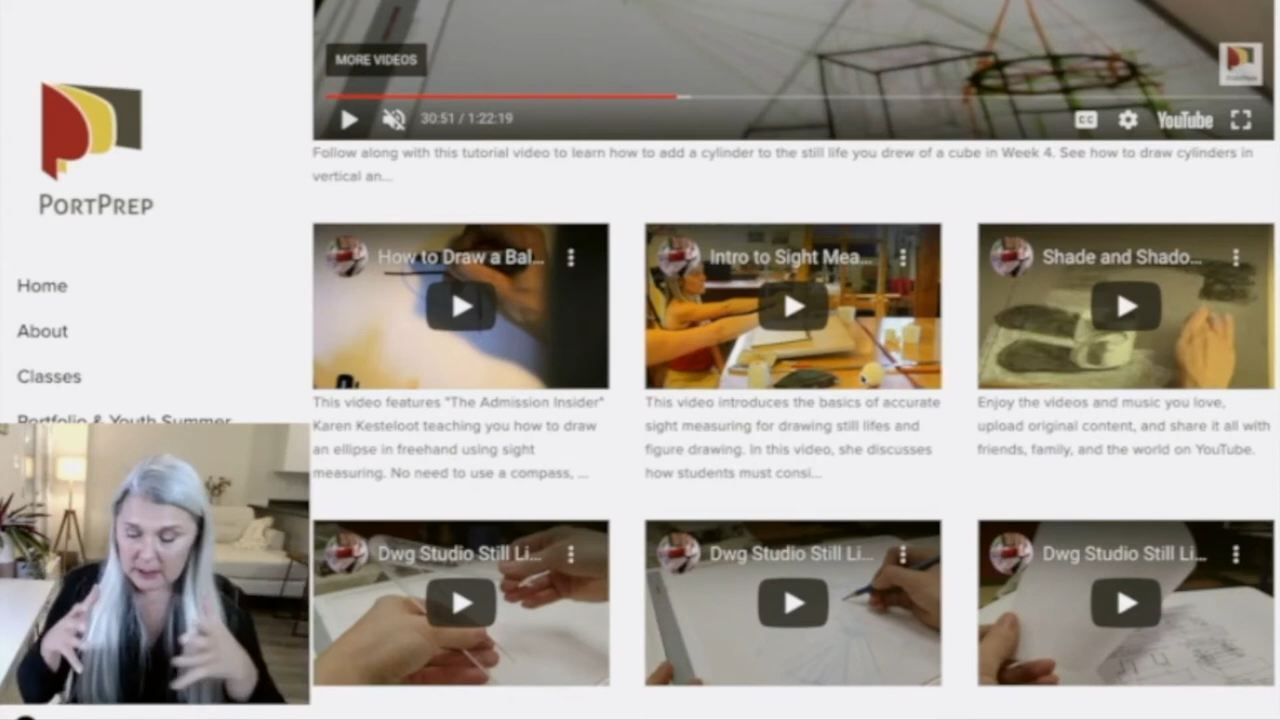 MORE VIDEOS
PORTPREP
30:51 / 1:22:19
CC
YouTube
Follow along with this tutorial video to learn how to add a cylinder to the still life you drew of a cube in Week 4. See how to draw cylinders in
vertical an...
PORTPREP
Home
About
Classes
Portfolio & Youth Summer
How to Draw a Bal...
This video features "The Admission Insider"
Karen Kesteloot teaching you how to draw
an ellipse in freehand using sight
measuring. No need to use a compass, ...
Intro to Sight Mea...
This video introduces the basics of accurate
sight measuring for drawing still lifes and
figure drawing. In this video, she discusses
how students must consi...
Shade and Shado...
Enjoy the videos and music you love,
upload original content, and share it all with
friends, family, and the world on YouTube.
Dwg Studio Still Li...
Dwg Studio Still Li...
Dwg Studio Still Li...